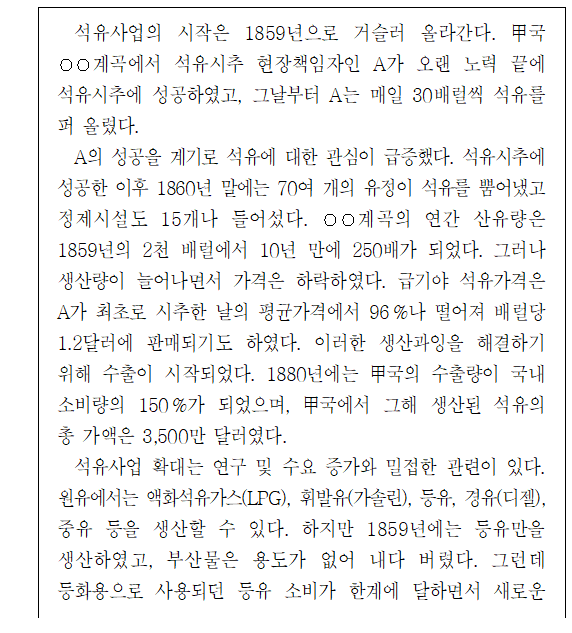 석유사업의 시작은 1859년으로 거슬러 올라간다. 甲국
○○계곡에서 석유시추 현장책임자인 A가 오랜 노력 끝에
석유시추에 성공하였고, 그날부터 A는 매일 30배럴씩 석유를
퍼 올렸다.
A의 성공을 계기로 석유에 대한 관심이 급증했다. 석유시추에
성공한 이후 1860년 말에는 70여 개의 유정이 석유를 뿜어냈고
정제시설도 15개나 들어섰다. ○○계곡의 연간 산유량은
1859년의 2천 배럴에서 10년 만에 250배가 되었다. 그러나
생산량이 늘어나면서 가격은 하락하였다. 급기야 석유가격은
A가 최초로 시추한 날의 평균가격에서 96%나 떨어져 배럴당
1.2달러에 판매되기도 하였다. 이러한 생산과잉을 해결하기
위해 수출이 시작되었다. 1880년에는 甲국의 수출량이 국내
소비량의 150%가 되었으며, 甲국에서 그해 생산된 석유의
총 가액은 3,500만 달러였다.
석유사업 확대는 연구 및 수요 증가와 밀접한 관련이 있다.
원유에서는 액화석유가스(LPG), 휘발유(가솔린), 등유, 경유(디젤),
중유 등을 생산할 수 있다. 하지만 1859년에는 등유만을
생산하였고, 부산물은 용도가 없어 내다 버렸다. 그런데
등화용으로 사용되던 등유 소비가 한계에 달하면서 새로운